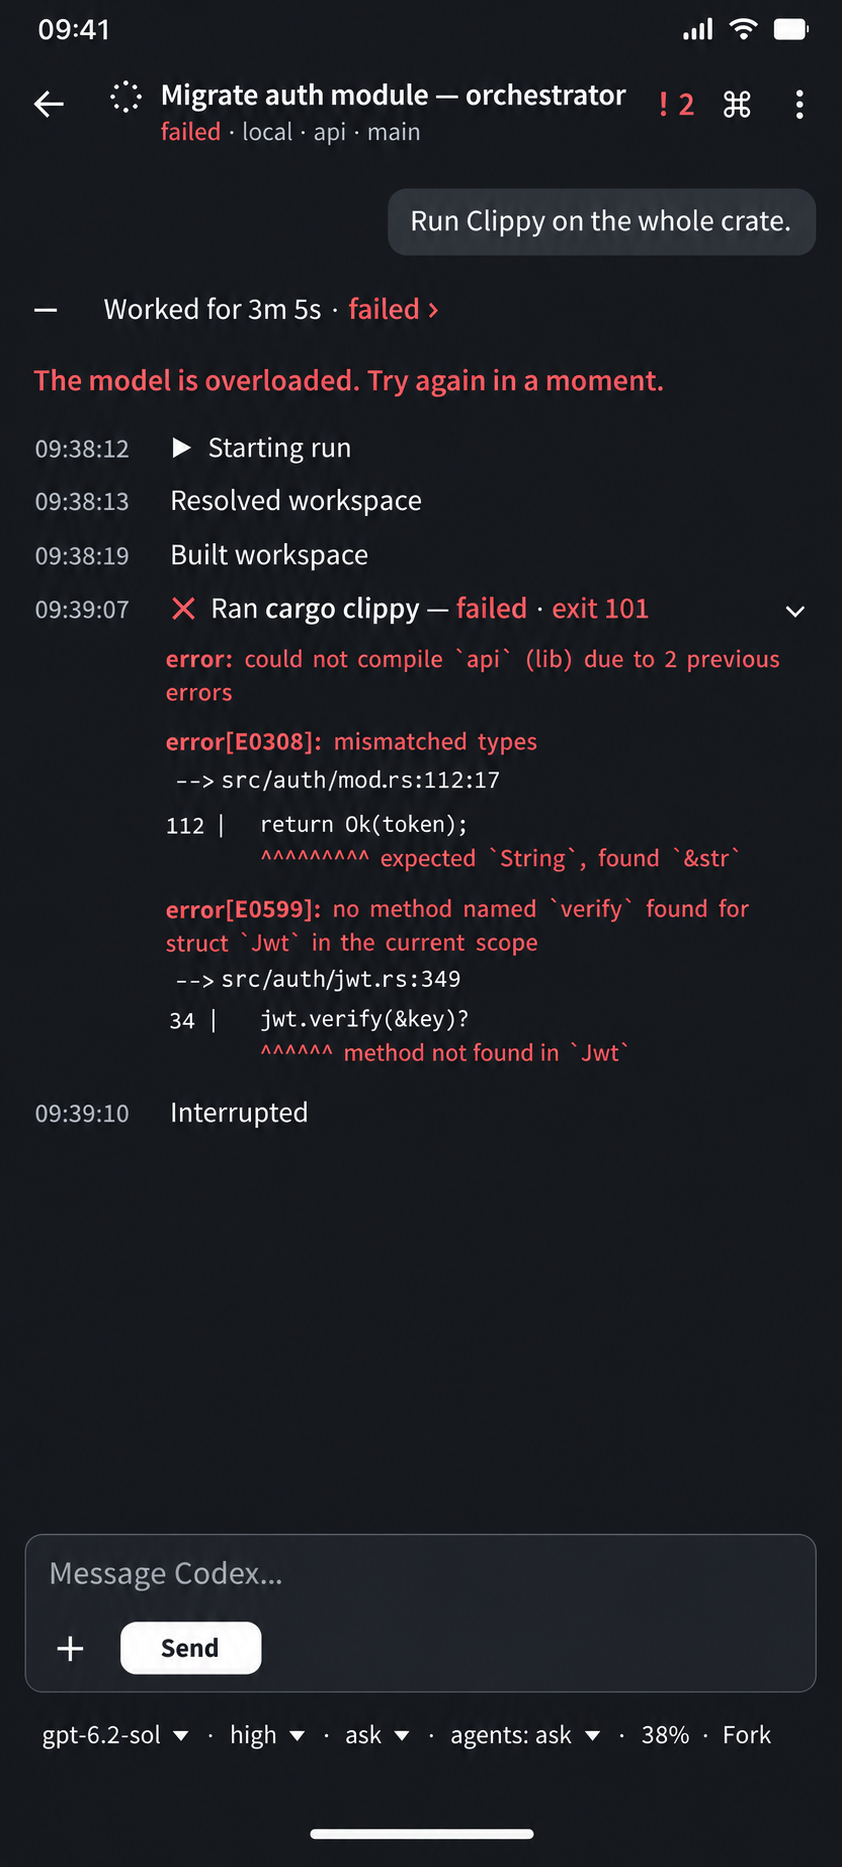 09:41
Migrate auth module — orchestrator
! 2
failed · local · api · main
Run Clippy on the whole crate.
Worked for 3m 5s · failed ›
The model is overloaded. Try again in a moment.
09:38:12 ▶ Starting run
09:38:13 Resolved workspace
09:38:19 Built workspace
09:39:07 ✕ Ran cargo clippy — failed · exit 101
error: could not compile `api` (lib) due to 2 previous
errors
error[E0308]: mismatched types
--> src/auth/mod.rs:112:17
112 | return Ok(token);
^^^^^^^^^ expected `String`, found `&str`
error[E0599]: no method named `verify` found for
struct `Jwt` in the current scope
--> src/auth/jwt.rs:349
34 | jwt.verify(&key)?
^^^^^^ method not found in `Jwt`
09:39:10 Interrupted
Message Codex...
+ Send
gpt-6.2-sol ▼ · high ▼ · ask ▼ · agents: ask ▼ · 38% · Fork